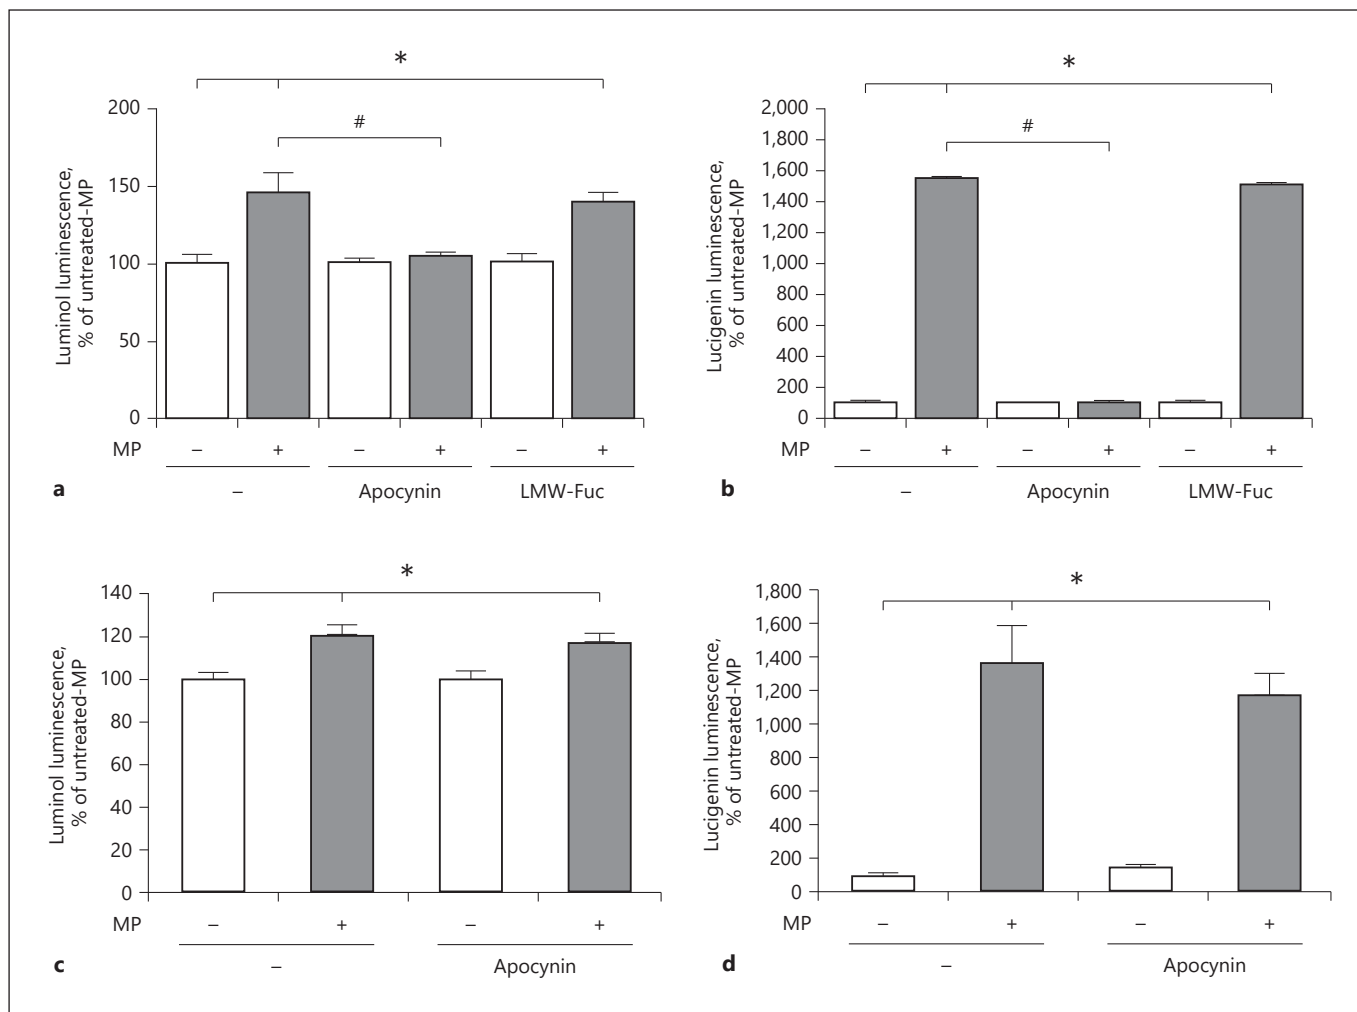 *
#
200
150
100
50
0
Luminol luminescence,
% of untreated-MP
MP – + – + – +
– Apocynin LMW-Fuc
a
*
#
2,000
1,800
1,600
1,400
1,200
1,000
800
600
400
200
0
Lucigenin luminescence,
% of untreated-MP
MP – + – + – +
– Apocynin LMW-Fuc
b
*
140
120
100
80
60
40
20
0
Luminol luminescence,
% of untreated-MP
MP – + – +
– Apocynin
c
*
1,800
1,600
1,400
1,200
1,000
800
600
400
200
0
Lucigenin luminescence,
% of untreated-MP
MP – + – +
– Apocynin
d